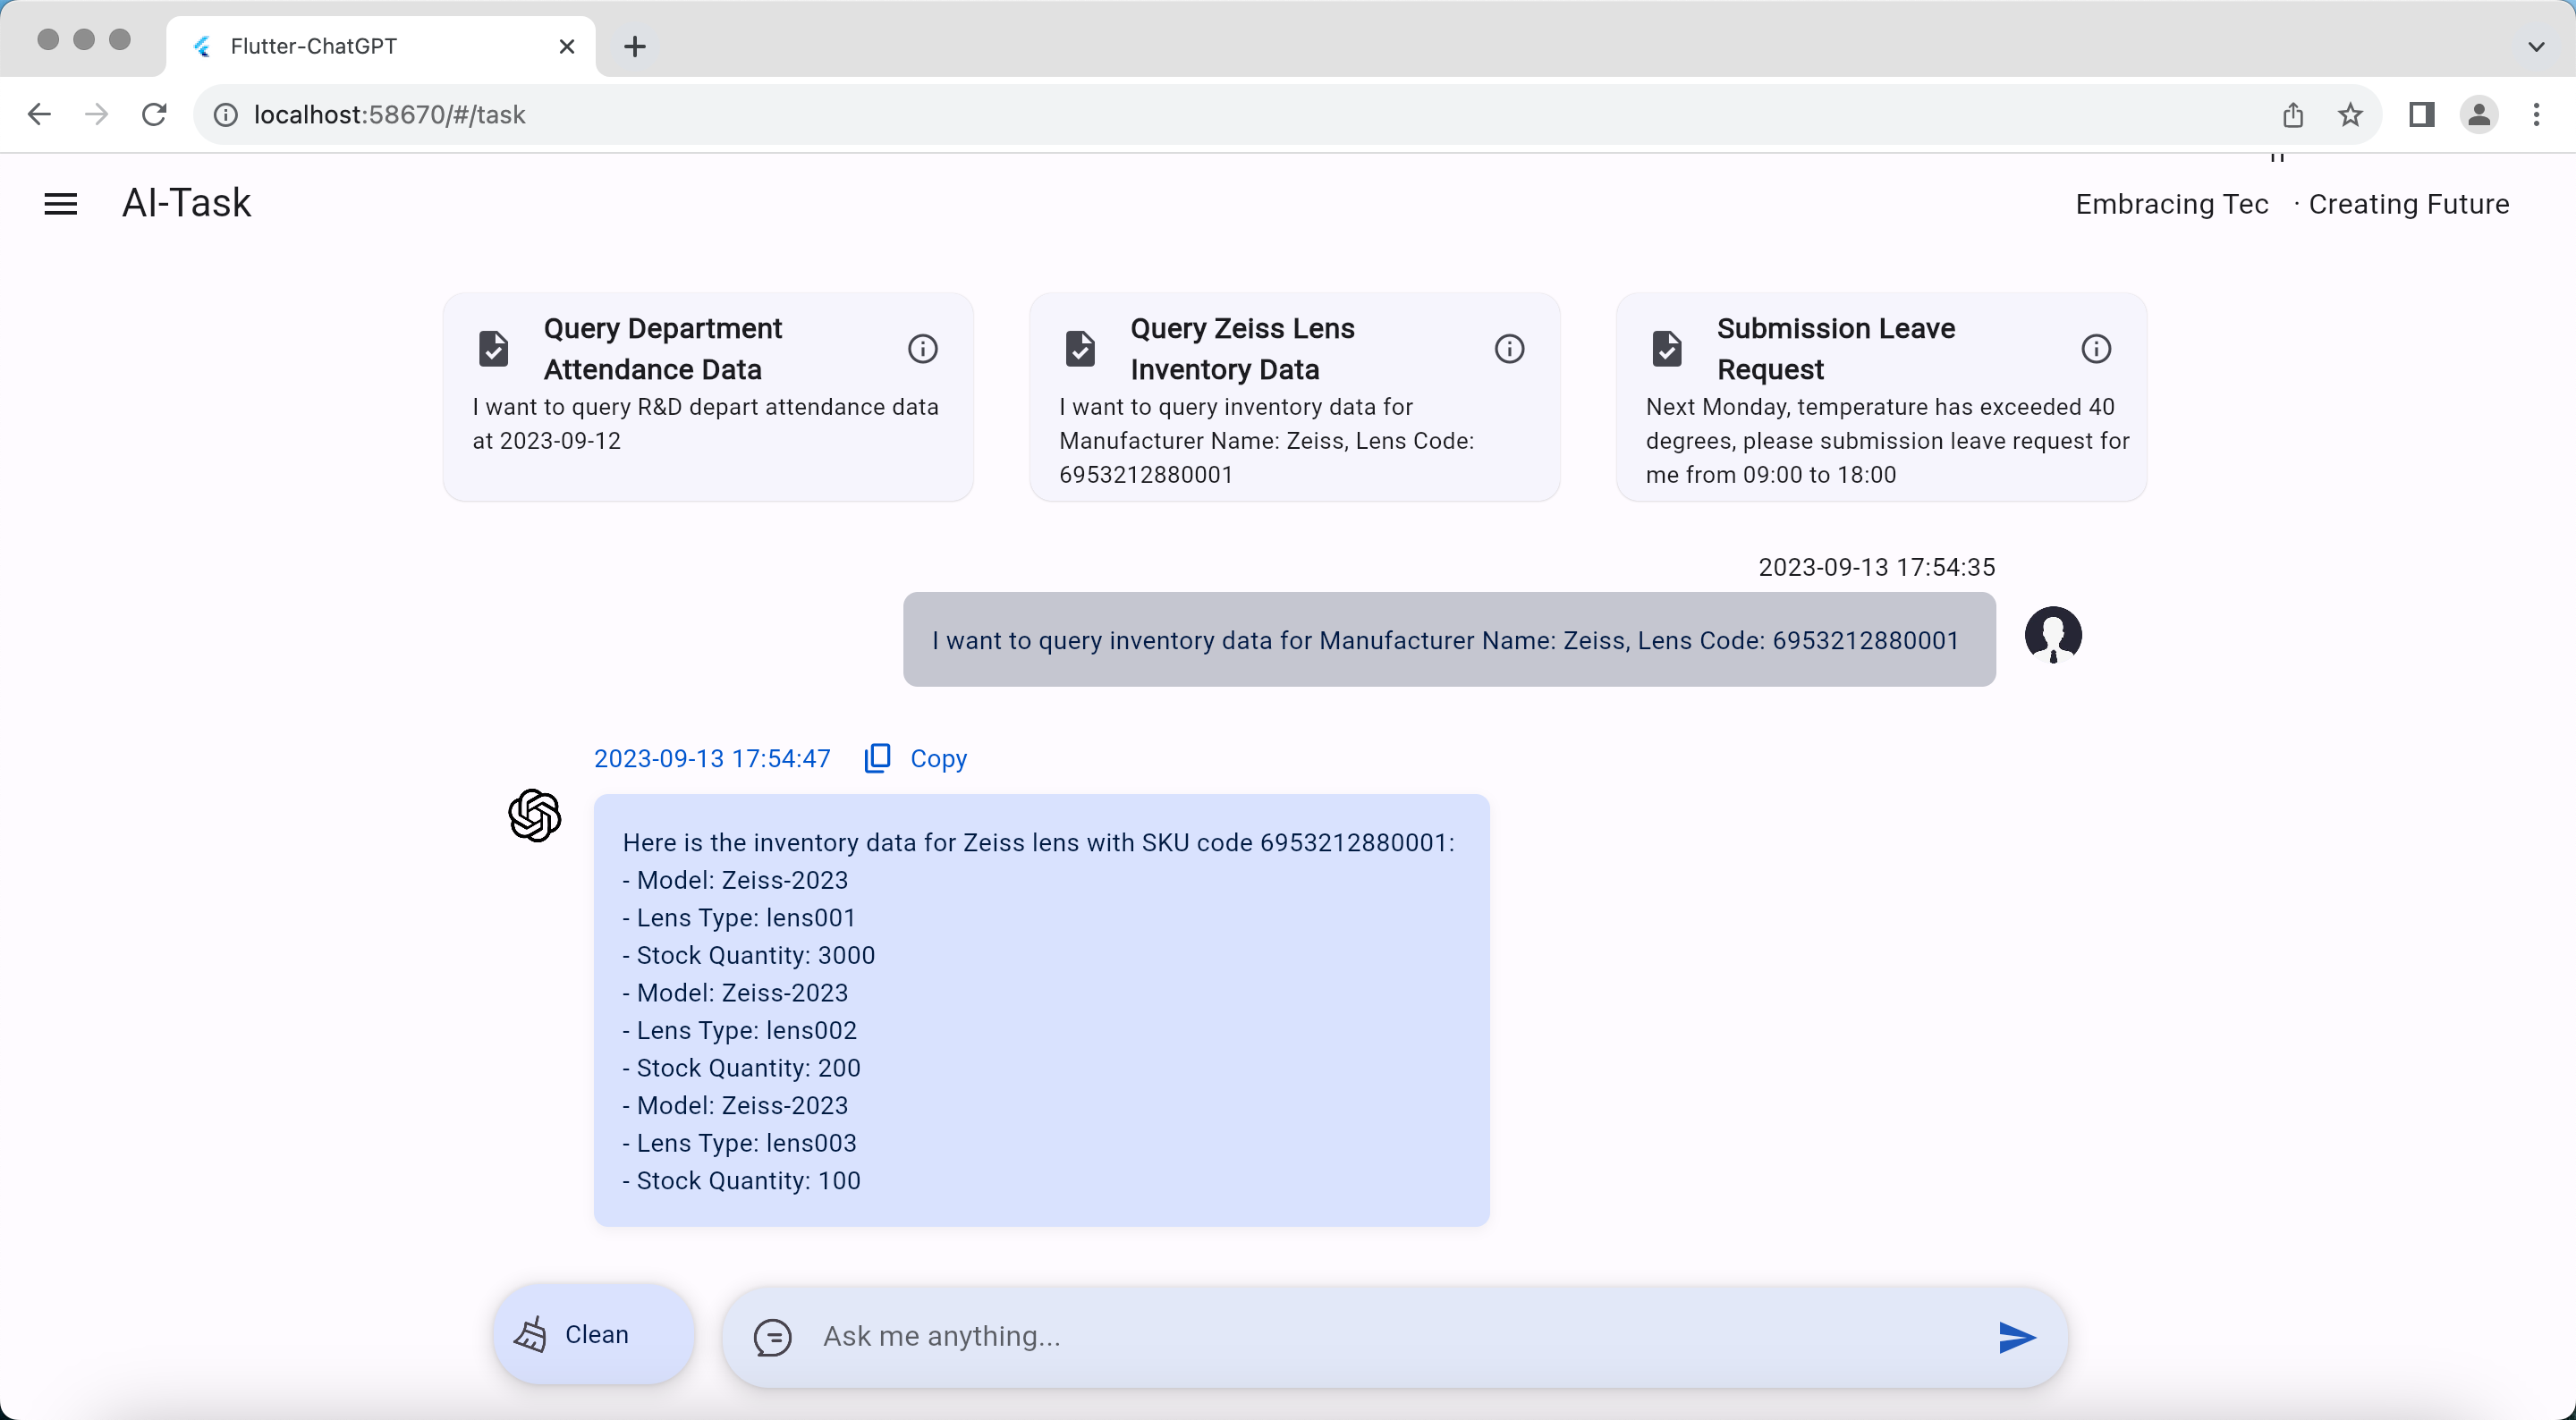 Flutter-ChatGPT
localhost:58670/#/task
AI-Task
Embracing Tec · Creating Future
Query Department
Attendance Data
I want to query R&D depart attendance data
at 2023-09-12
Query Zeiss Lens
Inventory Data
I want to query inventory data for
Manufacturer Name: Zeiss, Lens Code:
6953212880001
Submission Leave
Request
Next Monday, temperature has exceeded 40
degrees, please submission leave request for
me from 09:00 to 18:00
2023-09-13 17:54:35
I want to query inventory data for Manufacturer Name: Zeiss, Lens Code: 6953212880001
2023-09-13 17:54:47 Copy
Here is the inventory data for Zeiss lens with SKU code 6953212880001:
- Model: Zeiss-2023
- Lens Type: lens001
- Stock Quantity: 3000
- Model: Zeiss-2023
- Lens Type: lens002
- Stock Quantity: 200
- Model: Zeiss-2023
- Lens Type: lens003
- Stock Quantity: 100
Clean
Ask me anything...